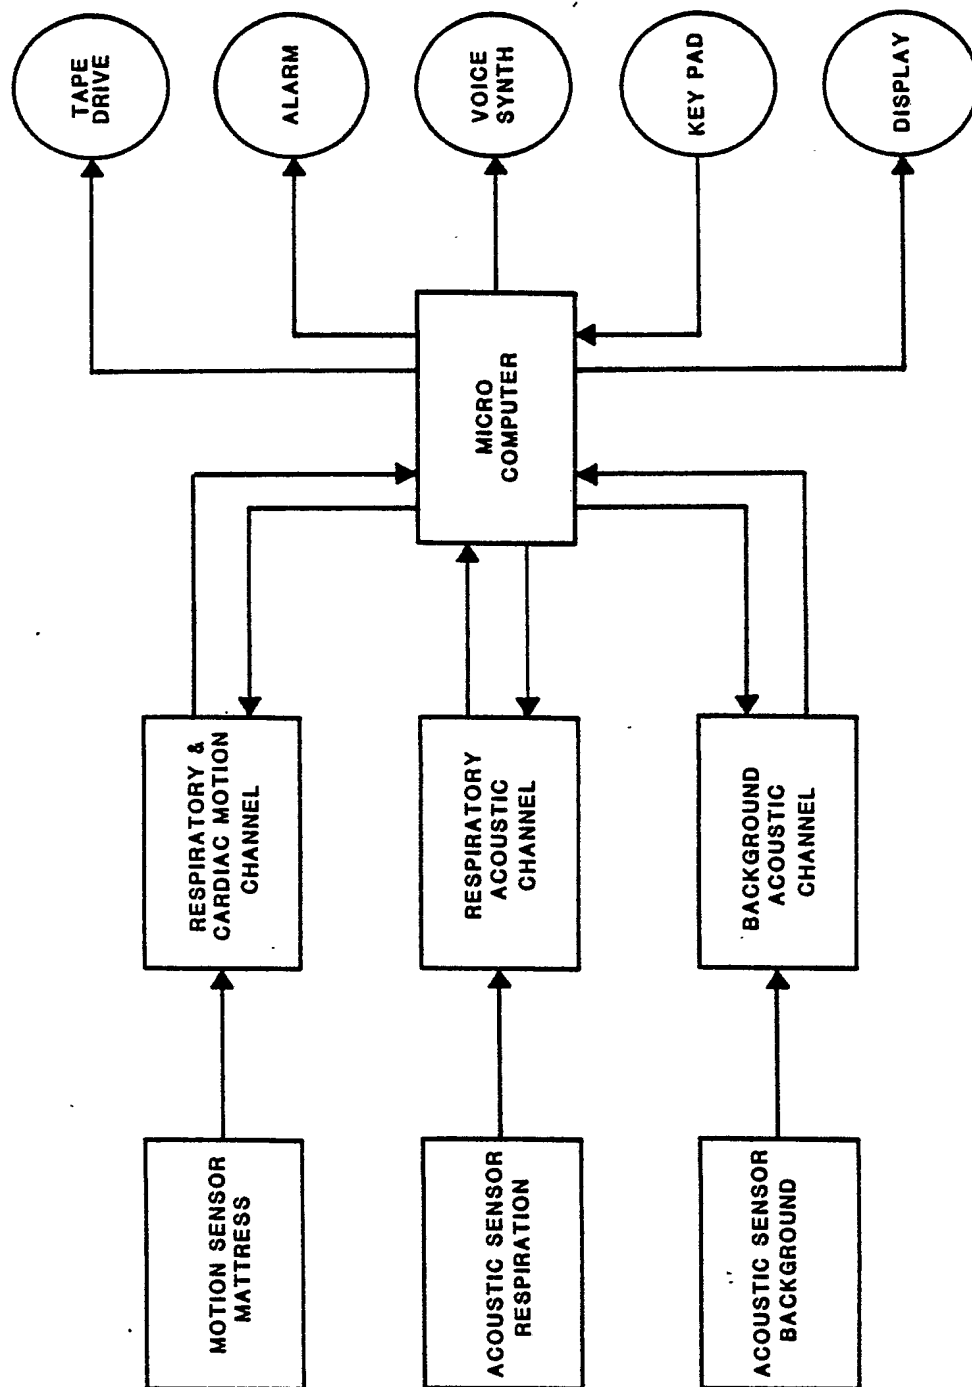 MOTION SENSOR
MATTRESS
RESPIRATORY &
CARDIAC MOTION
CHANNEL
TAPE
DRIVE
ALARM
ACOUSTIC SENSOR
RESPIRATION
RESPIRATORY
ACOUSTIC
CHANNEL
MICRO
COMPUTER
VOICE
SYNTH
ACOUSTIC SENSOR
BACKGROUND
BACKGROUND
ACOUSTIC
CHANNEL
KEY PAD
DISPLAY